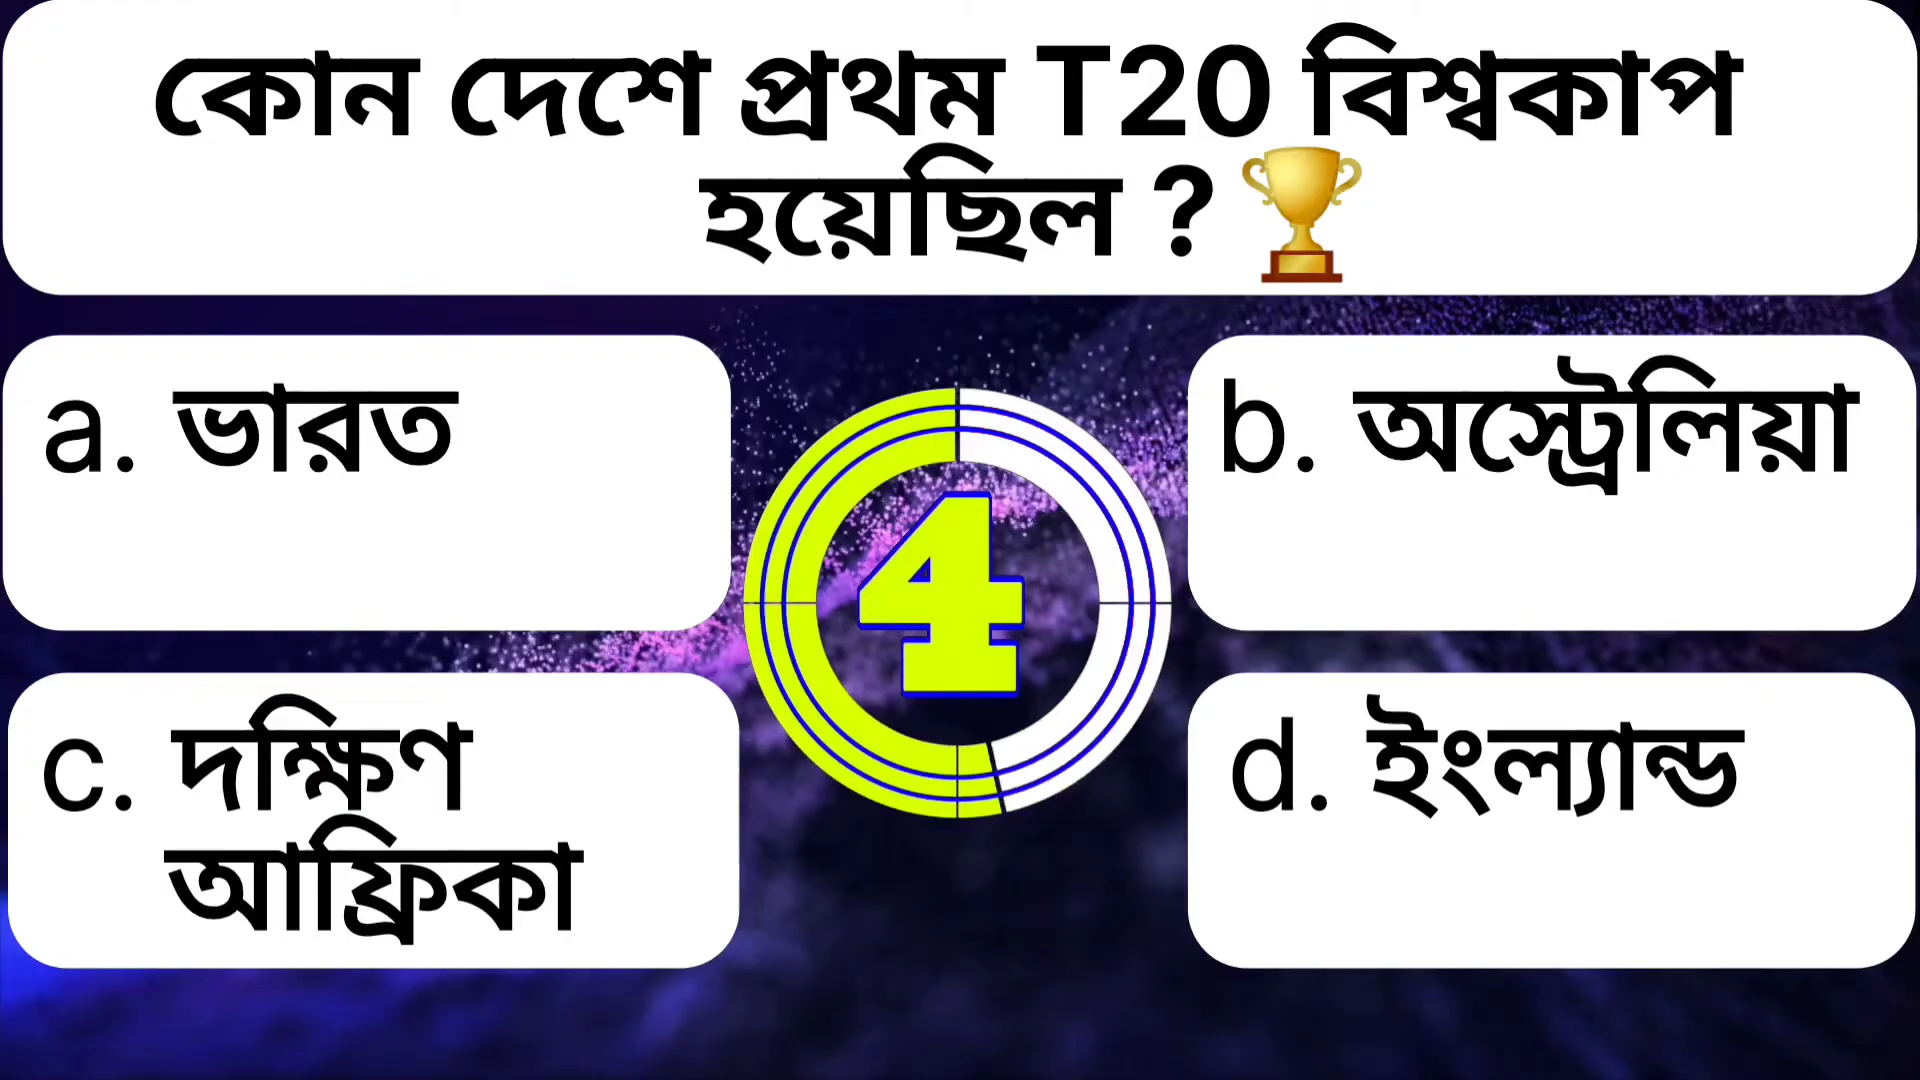 কোন দেশে প্রথম T20 বিশ্বকাপ
হয়েছিল ? 🏆
a. ভারত
b. অস্ট্রেলিয়া
4
c. দক্ষিণ
আফ্রিকা
d. ইংল্যান্ড